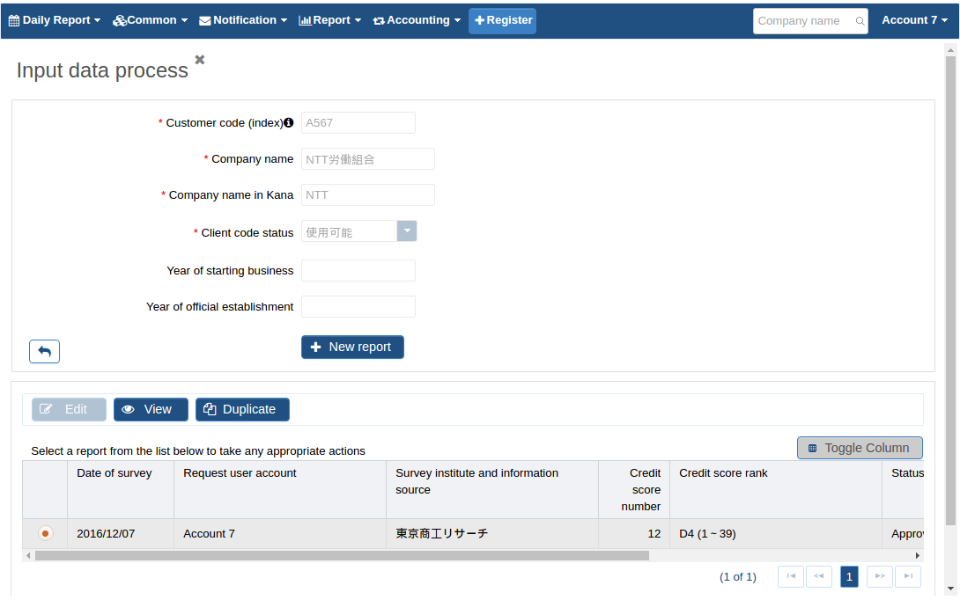 Daily Report Common Notification Report Accounting Register Company name Account 7
Input data process
* Customer code (index) A567
* Company name NTT労働組合
* Company name in Kana NTT
* Client code status 使用可能
Year of starting business
Year of official establishment
New report
Edit View Duplicate
Select a report from the list below to take any appropriate actions
Toggle Column
Date of survey Request user account Survey institute and information source Credit score number Credit score rank Status
2016/12/07 Account 7 東京商工リサーチ 12 D4 (1 ~ 39)
(1 of 1) 1